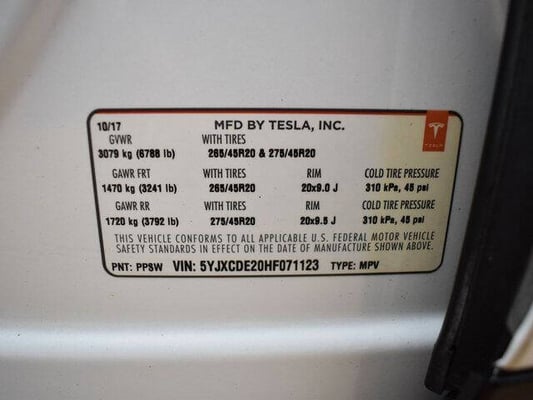 10/17 MFD BY TESLA, INC.
GVWR WITH TIRES
3079 kg (6788 lb) 265/45R20 & 275/45R20
TESLA
GAWR FRT WITH TIRES RIM COLD TIRE PRESSURE
1470 kg (3241 lb) 265/45R20 20x9.0 J 310 kPa, 45 psi
GAWR RR WITH TIRES RIM COLD TIRE PRESSURE
1720 kg (3792 lb) 275/45R20 20x9.5 J 310 kPa, 45 psi
THIS VEHICLE CONFORMS TO ALL APPLICABLE U.S. FEDERAL MOTOR VEHICLE
SAFETY STANDARDS IN EFFECT ON THE DATE OF MANUFACTURE SHOWN ABOVE.
PNT: PPSW VIN: 5YJXCDE20HF071123 TYPE: MPV